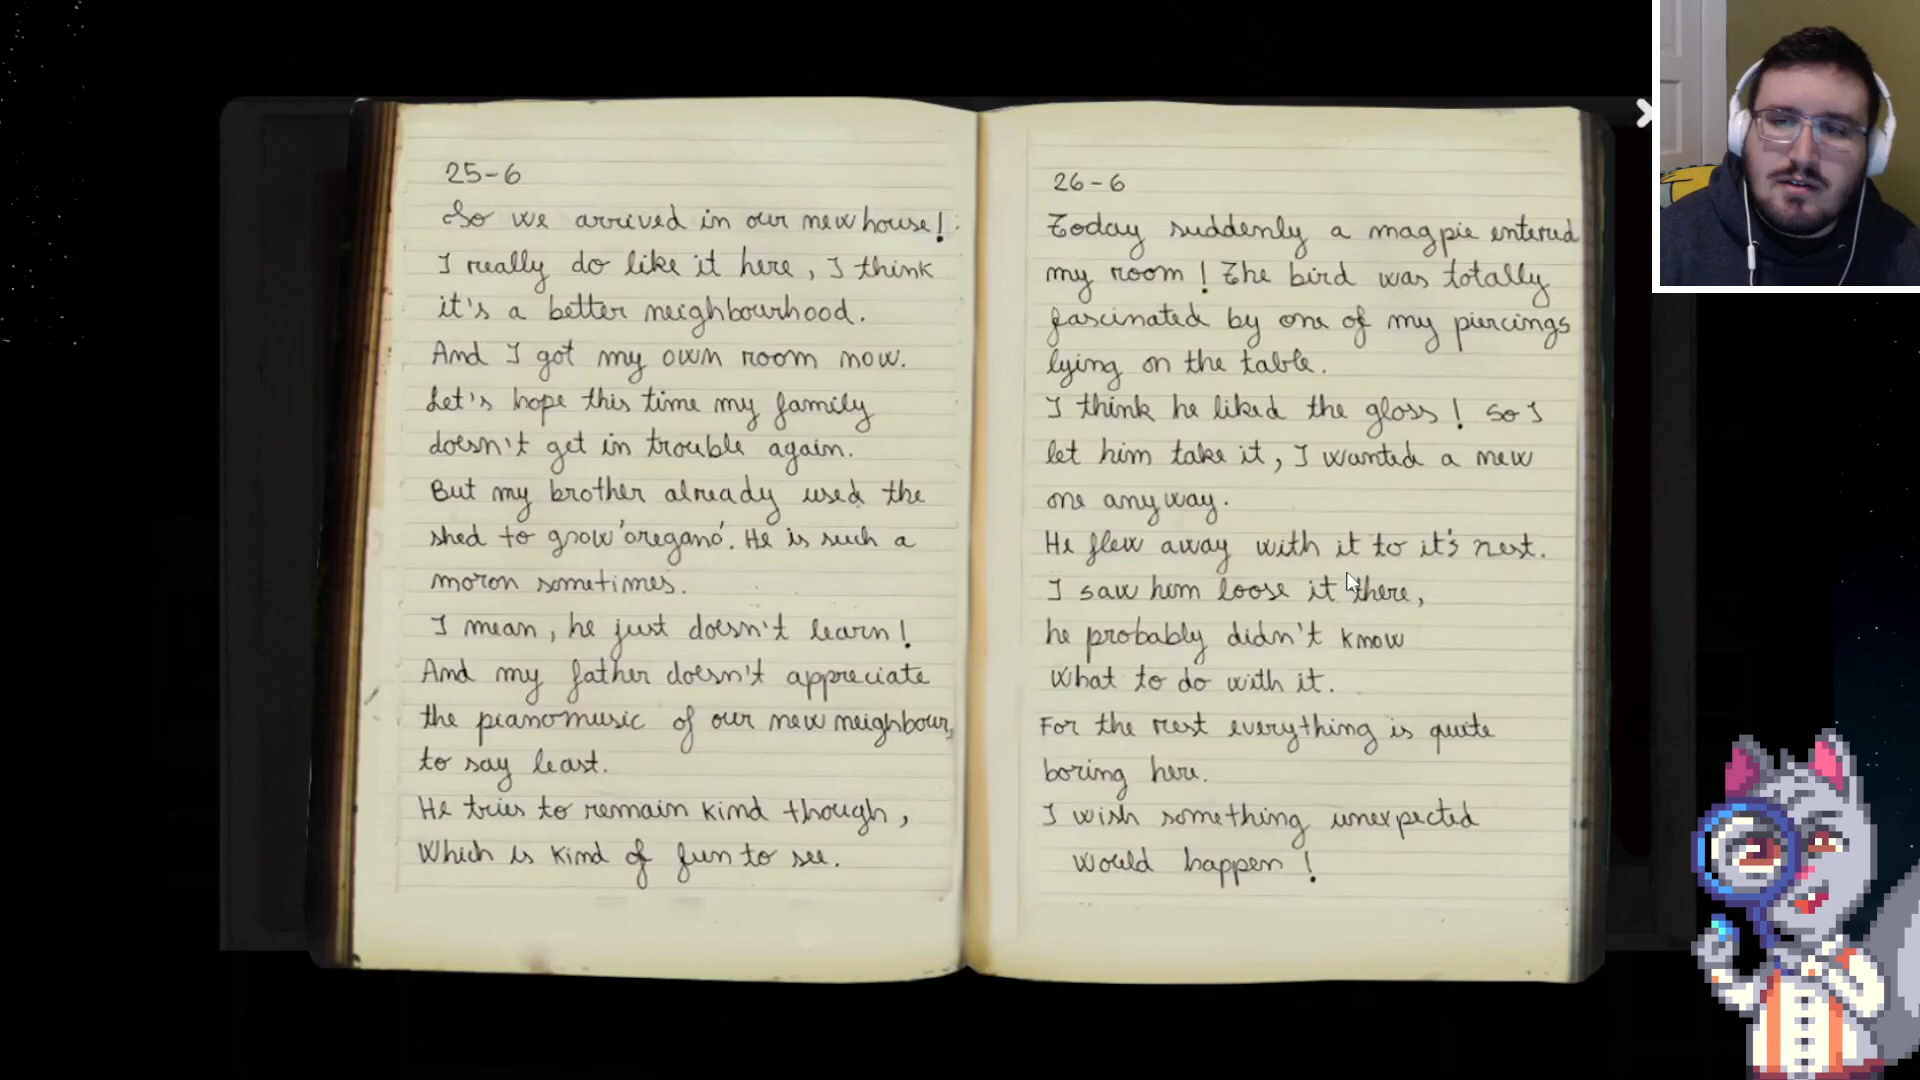 25-6
So we arrived in our new house!
I really do like it here, I think
it's a better neighbourhood.
And I got my own room now.
Let's hope this time my family
doesn't get in trouble again.
But my brother already used the
shed to grow 'oregano'. He is such a
moron sometimes.
I mean, he just doesn't learn!
And my father doesn't appreciate
the pianomusic of our new neighbour,
to say least.
He tries to remain kind though,
Which is kind of fun to see.
26-6
Today suddenly a magpie entered
my room! The bird was totally
fascinated by one of my piercings
lying on the table.
I think he liked the gloss! So I
let him take it, I wanted a new
one anyway.
He flew away with it to it's nest.
I saw him loose it there,
he probably didn't know
What to do with it.
For the rest everything is quite
boring here.
I wish something unexpected
would happen!